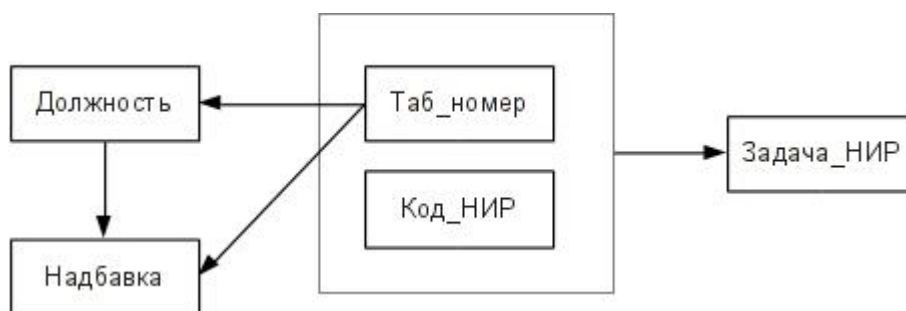 Должность
Таб_номер
Задача_НИР
Код_НИР
Надбавка